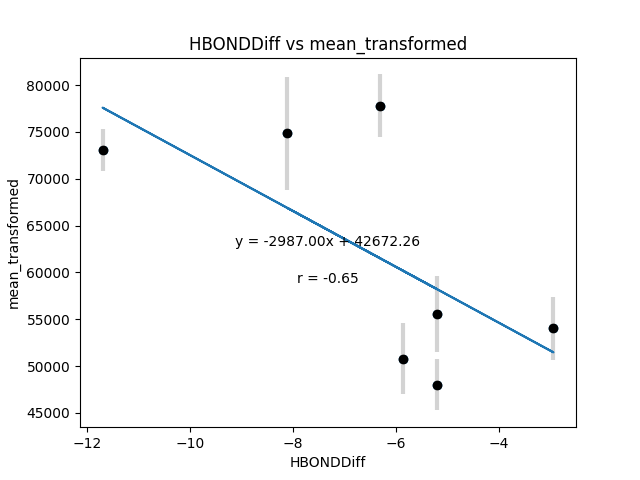 HBONDDiff vs mean_transformed
80000
75000
70000
65000
60000
55000
50000
45000
mean_transformed
y = -2987.00x + 42672.26
r = -0.65
−12
−10
−8
−6
−4
HBONDDiff